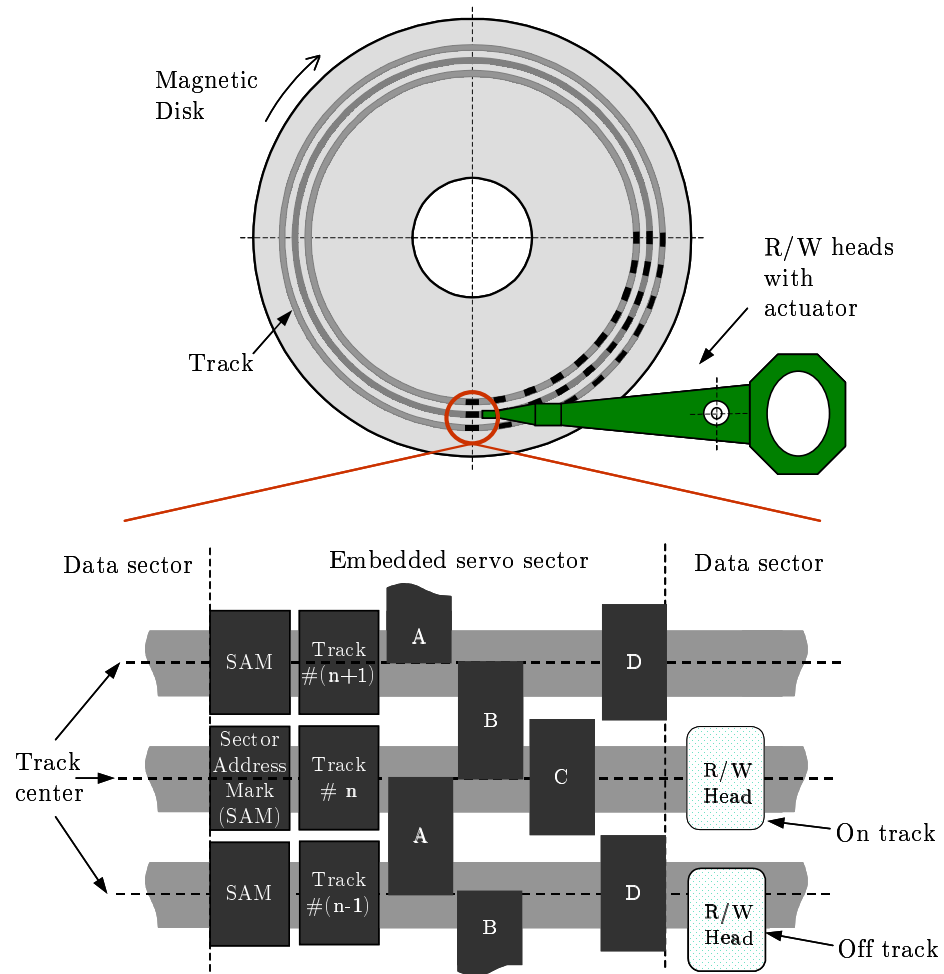 Magnetic
Disk
R/W heads
with
actuator
Track
Data sector
Embedded servo sector
Data sector
SAM
Track
#(n+1)
A
D
B
Track
center
Sector
Address
Mark
(SAM)
Track
# n
C
R/W
Head
On track
A
SAM
Track
#(n-1)
D
B
R/W
Head
Off track